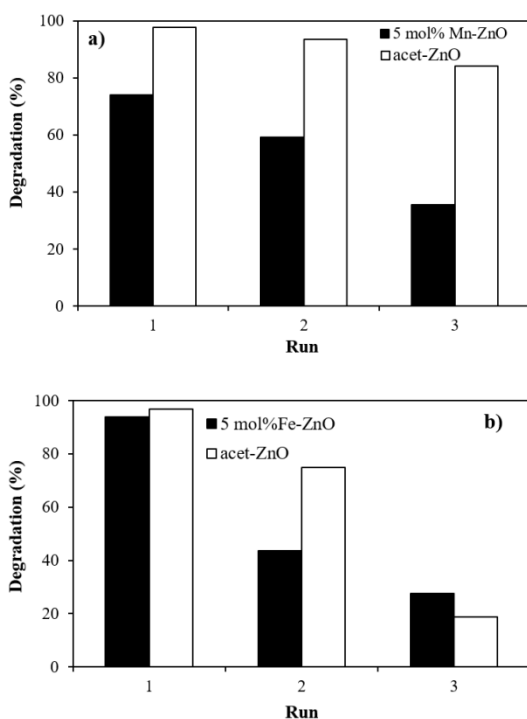 a)
5 mol% Mn-ZnO
acet-ZnO
Degradation (%)
100
80
60
40
20
0
1 2 3
Run
b)
5 mol%Fe-ZnO
acet-ZnO
Degradation (%)
100
80
60
40
20
0
1 2 3
Run